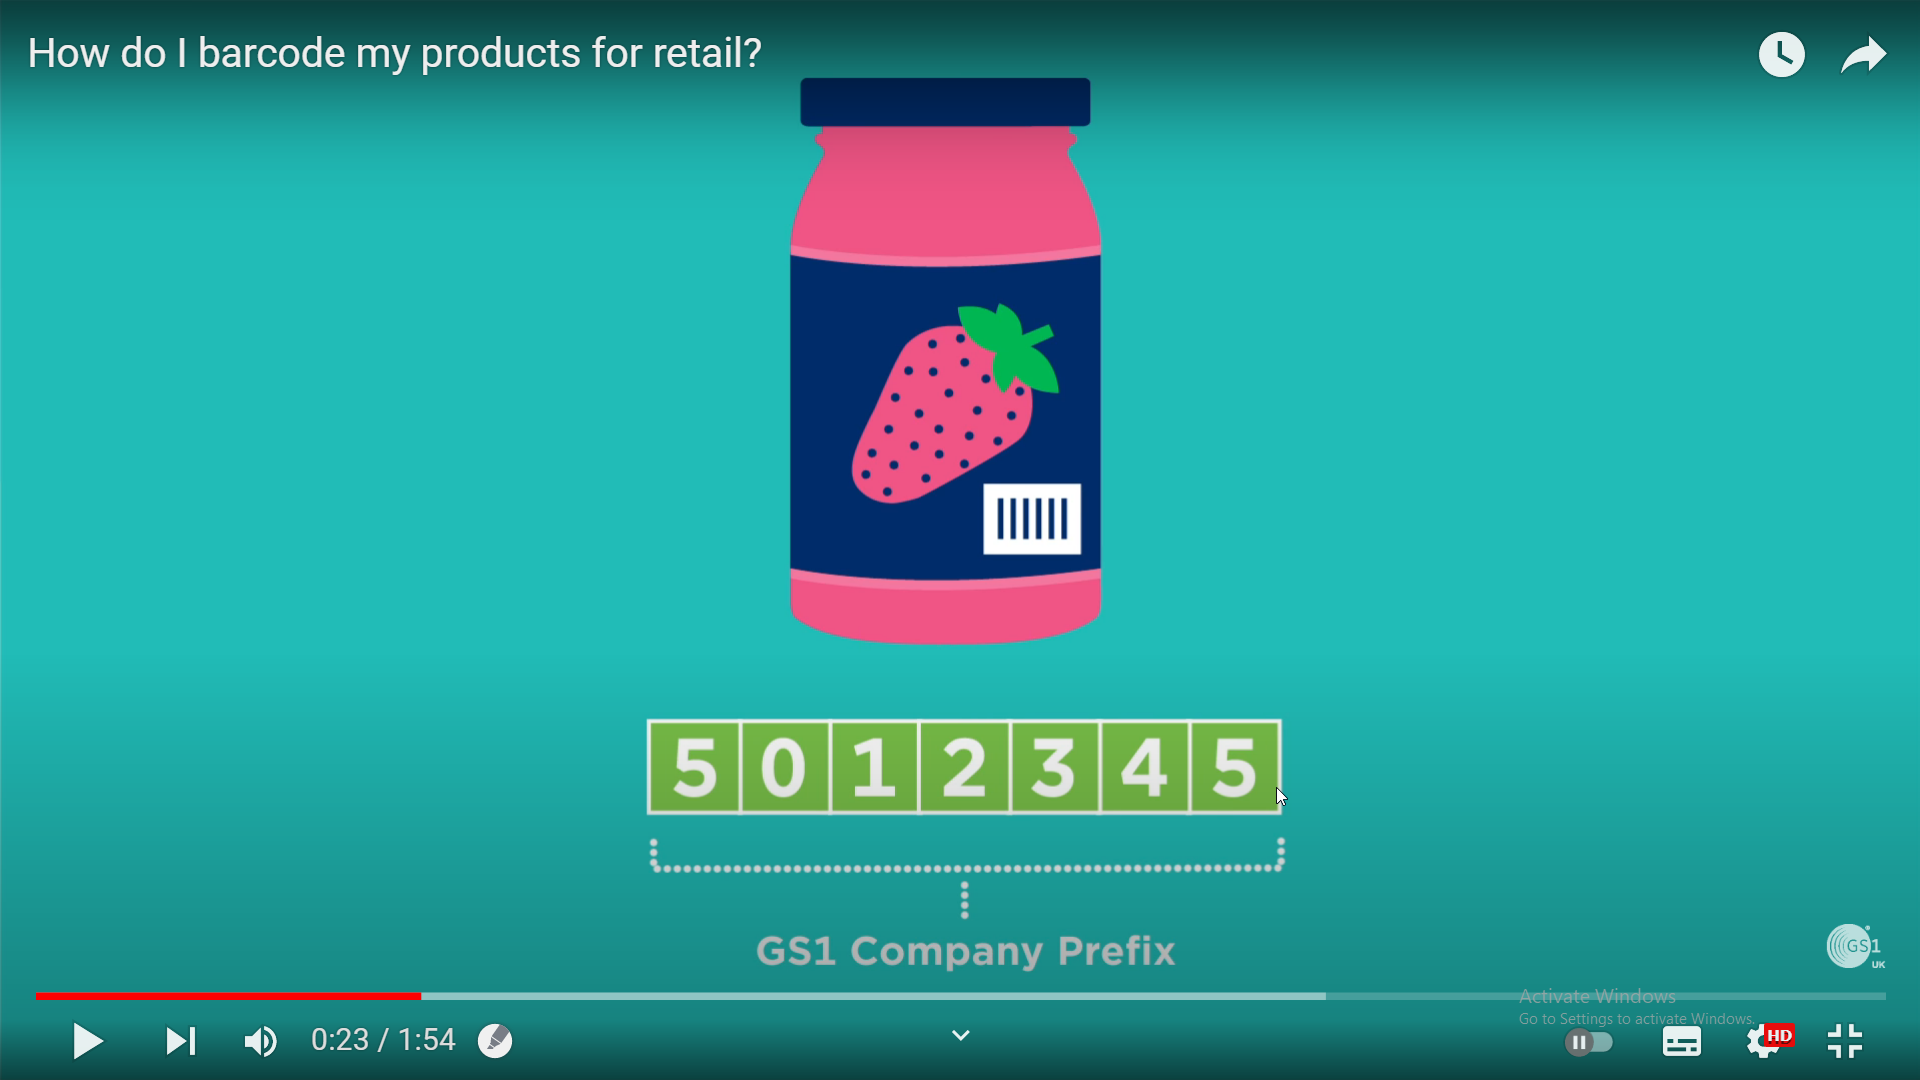 How do I barcode my products for retail?
5 0 1 2 3 4 5
GS1 Company Prefix
GS1
UK
Activate Windows
Go to Settings to activate Windows.
0:23 / 1:54
HD